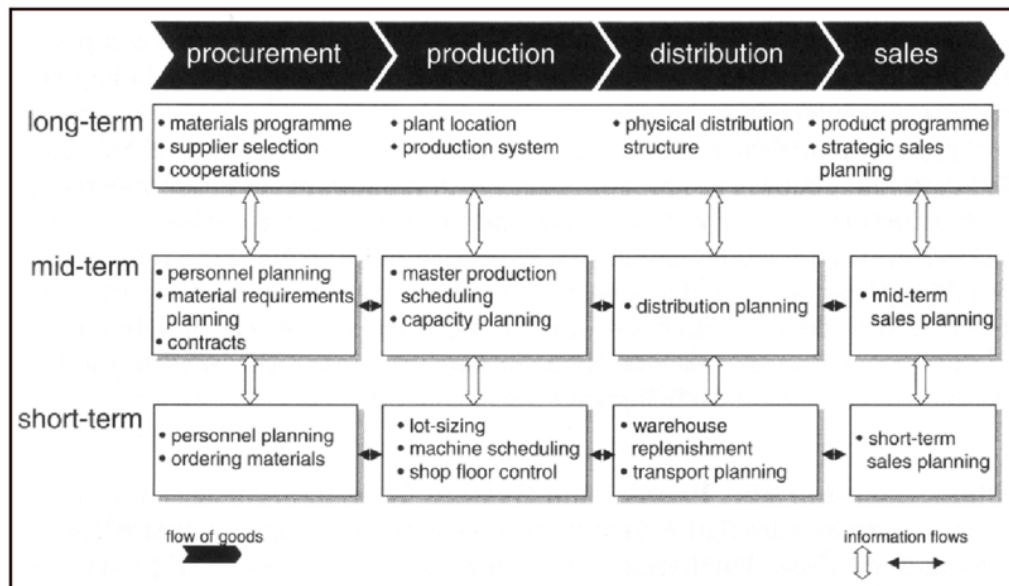 procurement
production
distribution
sales
long-term
• materials programme
• supplier selection
• cooperations
• plant location
• production system
• physical distribution
structure
• product programme
• strategic sales
planning
mid-term
• personnel planning
• material requirements
planning
• contracts
• master production
scheduling
• capacity planning
• distribution planning
• mid-term
sales planning
short-term
• personnel planning
• ordering materials
• lot-sizing
• machine scheduling
• shop floor control
• warehouse
replenishment
• transport planning
• short-term
sales planning
flow of goods
information flows